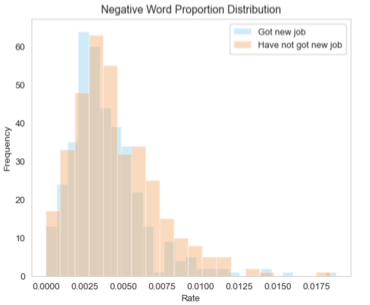 Negative Word Proportion Distribution
Got new job
Have not got new job
60
50
40
30
20
10
0
Frequency
0.0000 0.0025 0.0050 0.0075 0.0100 0.0125 0.0150 0.0175
Rate